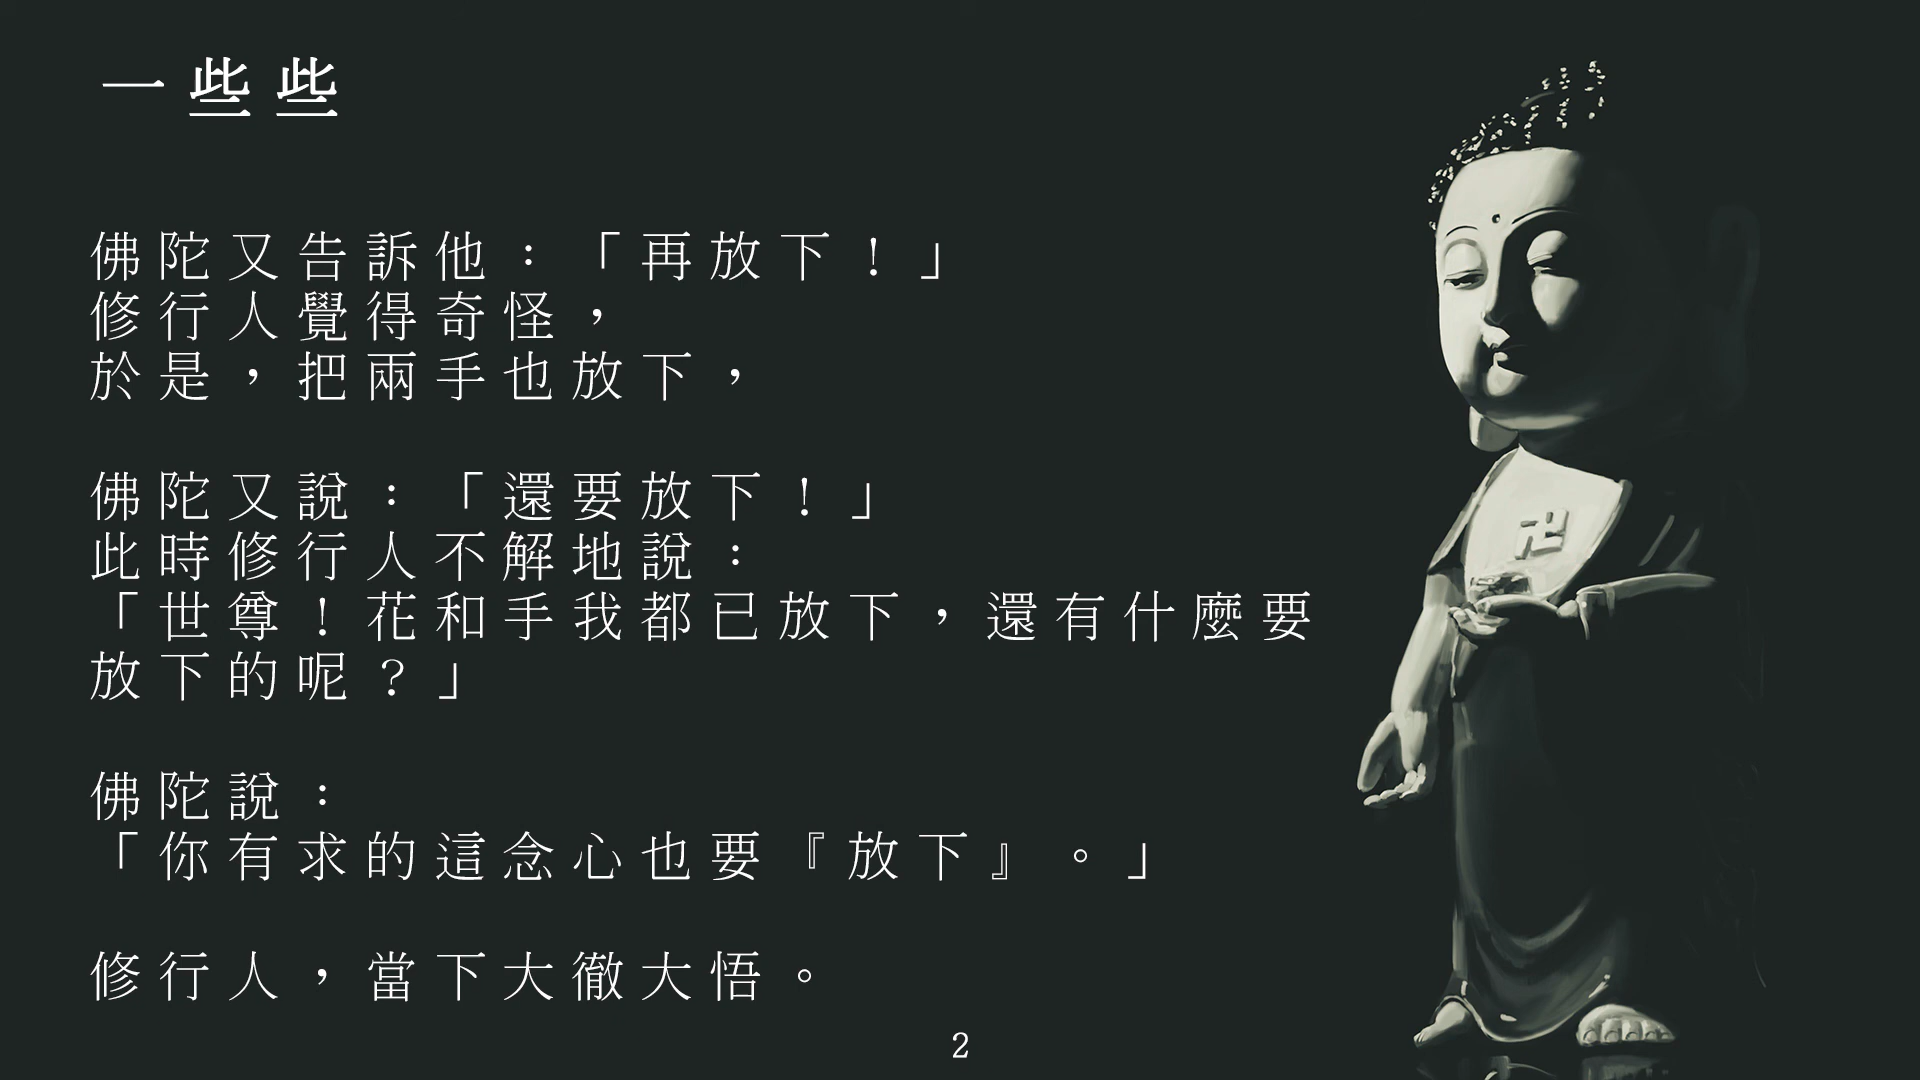 一些些
佛陀又告訴他：「再放下！」
修行人覺得奇怪，
於是，把兩手也放下，
佛陀又說：「還要放下！」
此時修行人不解地說：
「世尊！花和手我都已放下，還有什麼要
放下的呢？」
佛陀說：
「你有求的這念心也要『放下』。」
修行人，當下大徹大悟。
2
卍